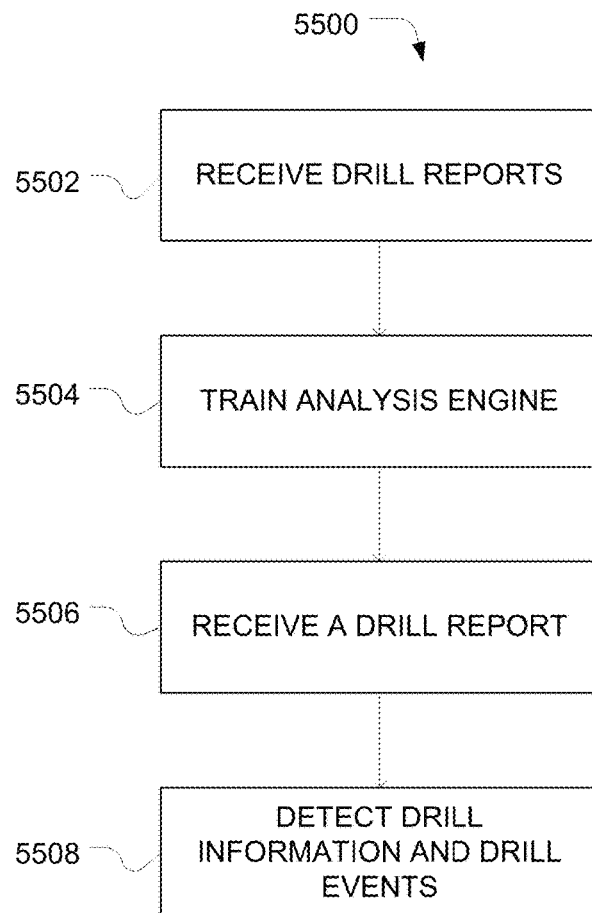 5500
5502
RECEIVE DRILL REPORTS
5504
TRAIN ANALYSIS ENGINE
5506
RECEIVE A DRILL REPORT
5508
DETECT DRILL
INFORMATION AND DRILL
EVENTS